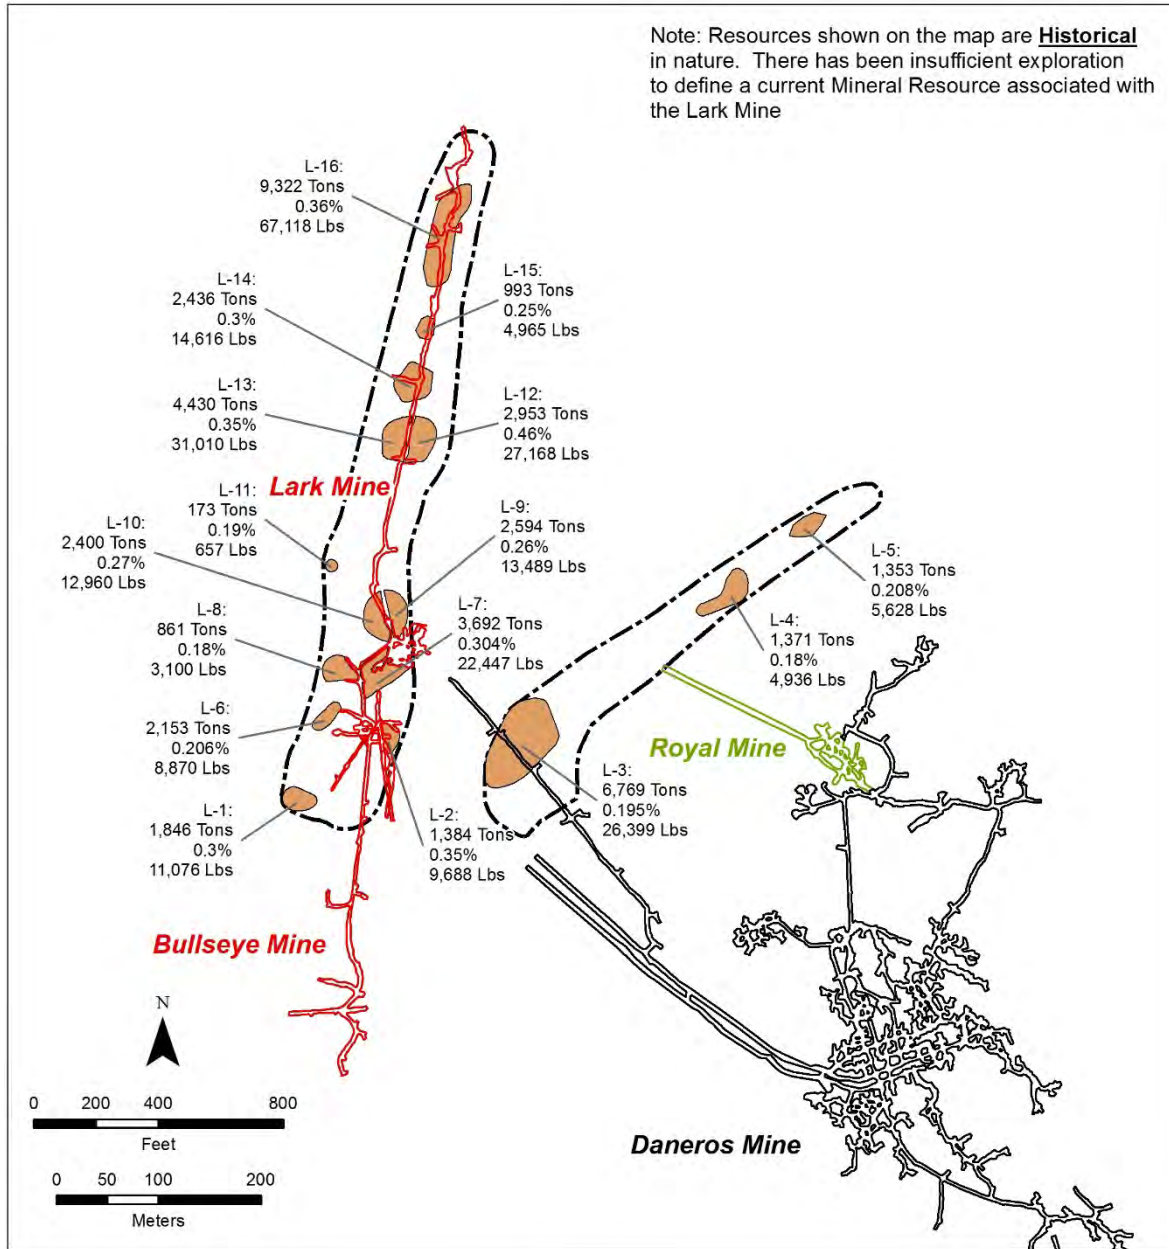 Note: Resources shown on the map are Historical
in nature. There has been insufficient exploration
to define a current Mineral Resource associated with
the Lark Mine
L-16:
9,322 Tons
0.36%
67,118 Lbs
L-15:
993 Tons
0.25%
4,965 Lbs
L-14:
2,436 Tons
0.3%
14,616 Lbs
L-13:
4,430 Tons
0.35%
31,010 Lbs
L-12:
2,953 Tons
0.46%
27,168 Lbs
Lark Mine
L-11:
173 Tons
0.19%
657 Lbs
L-10:
2,400 Tons
0.27%
12,960 Lbs
L-9:
2,594 Tons
0.26%
13,489 Lbs
L-8:
861 Tons
0.18%
3,100 Lbs
L-7:
3,692 Tons
0.304%
22,447 Lbs
L-6:
2,153 Tons
0.206%
8,870 Lbs
L-1:
1,846 Tons
0.3%
11,076 Lbs
L-2:
1,384 Tons
0.35%
9,688 Lbs
L-5:
1,353 Tons
0.208%
5,628 Lbs
L-4:
1,371 Tons
0.18%
4,936 Lbs
Royal Mine
L-3:
6,769 Tons
0.195%
26,399 Lbs
Bullseye Mine
N
0 200 400 800
Feet
0 50 100 200
Meters
Daneros Mine